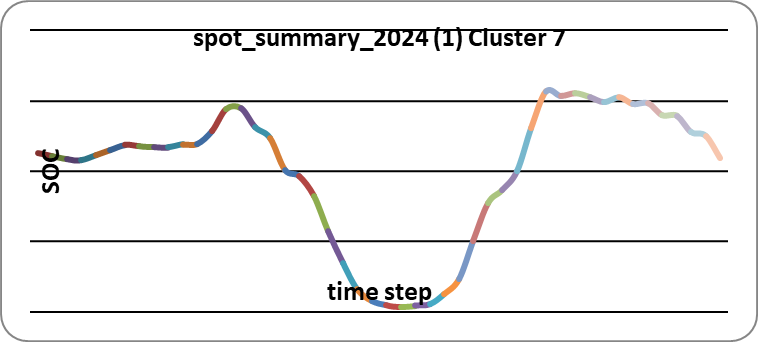 spot_summary_2024 (1) Cluster 7
SOC
time step